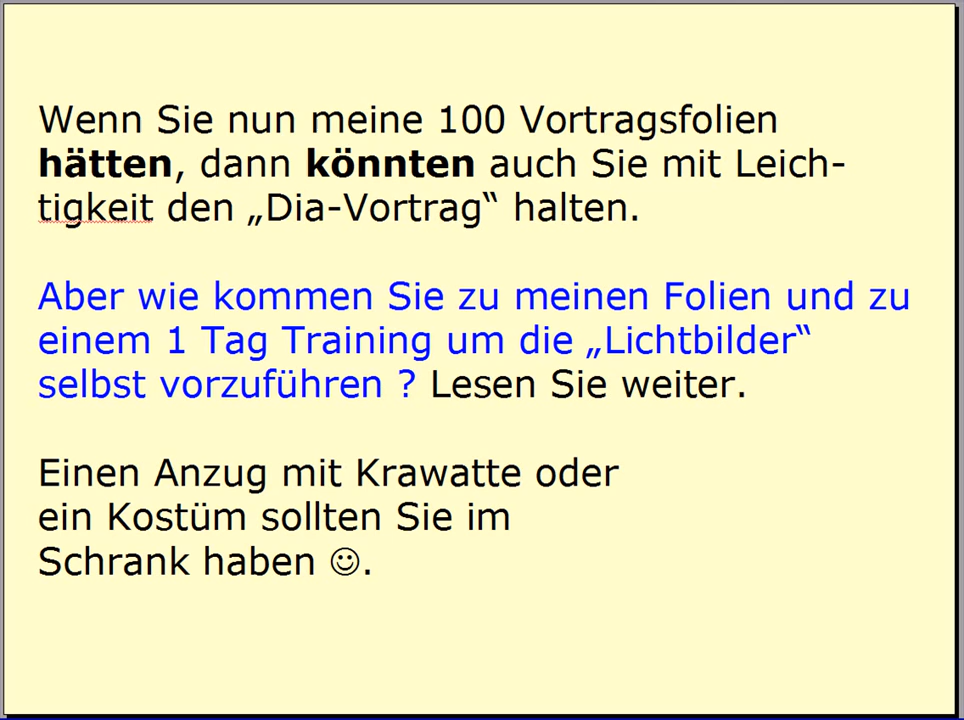 Wenn Sie nun meine 100 Vortragsfolien
hätten, dann könnten auch Sie mit Leich-
tigkeit den „Dia-Vortrag“ halten.
Aber wie kommen Sie zu meinen Folien und zu
einem 1 Tag Training um die „Lichtbilder“
selbst vorzuführen ? Lesen Sie weiter.
Einen Anzug mit Krawatte oder
ein Kostüm sollten Sie im
Schrank haben ☺.